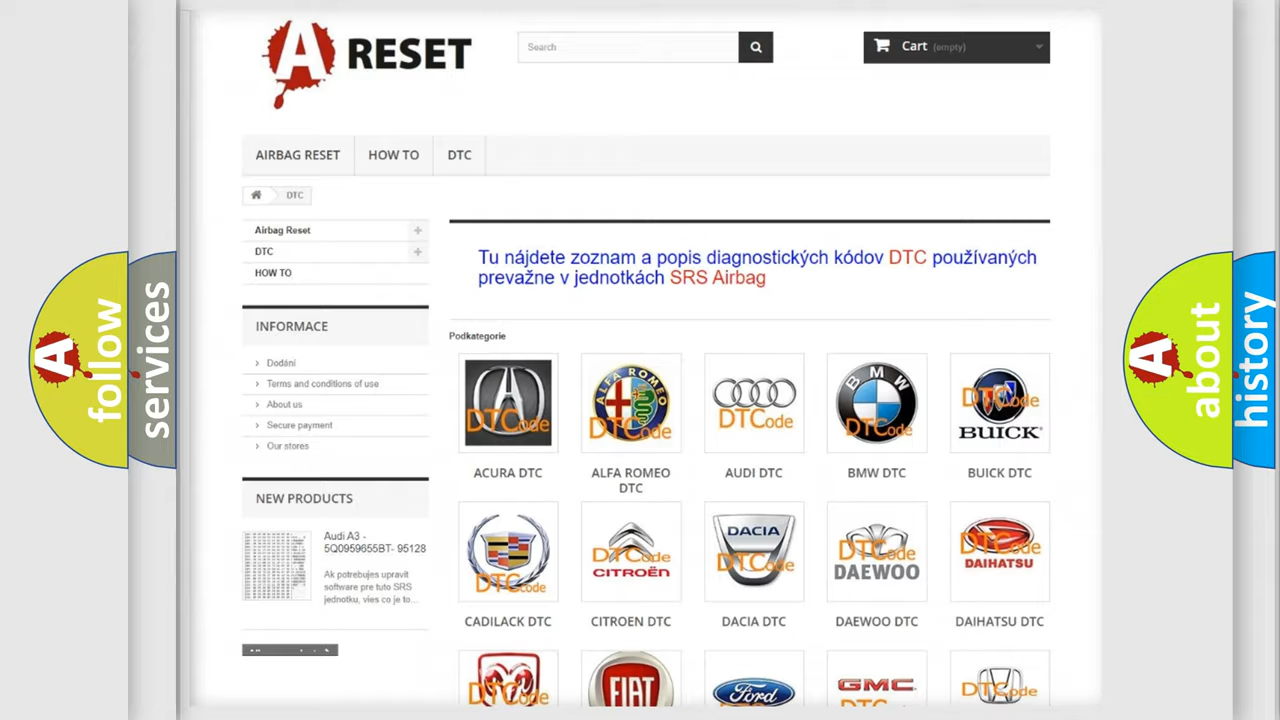 A RESET
Search
Cart (empty)
AIRBAG RESET
HOW TO
DTC
DTC
Airbag Reset
DTC
HOW TO
INFORMACE
Dodání
Terms and conditions of use
About us
Secure payment
Our stores
NEW PRODUCTS
Audi A3 -
5Q0959655BT- 95128
Ak potrebujes upravit
software pre tuto SRS
jednotku, vies co je to...
Tu nájdete zoznam a popis diagnostických kódov DTC používaných
prevažne v jednotkách SRS Airbag
Podkategorie
DTCode
ALFA ROMEO
DTCode
DTCode
BMW
DTCode
DTCode
BUICK
ACURA DTC
ALFA ROMEO
DTC
AUDI DTC
BMW DTC
BUICK DTC
DTCode
DTCode
CITROËN
DACIA
DTCode
DTCode
DAEWOO
DTCode
DAIHATSU
CADILACK DTC
CITROEN DTC
DACIA DTC
DAEWOO DTC
DAIHATSU DTC
DTCode
FIAT
Ford
GMC
DTCode
A follow
services
A about
history